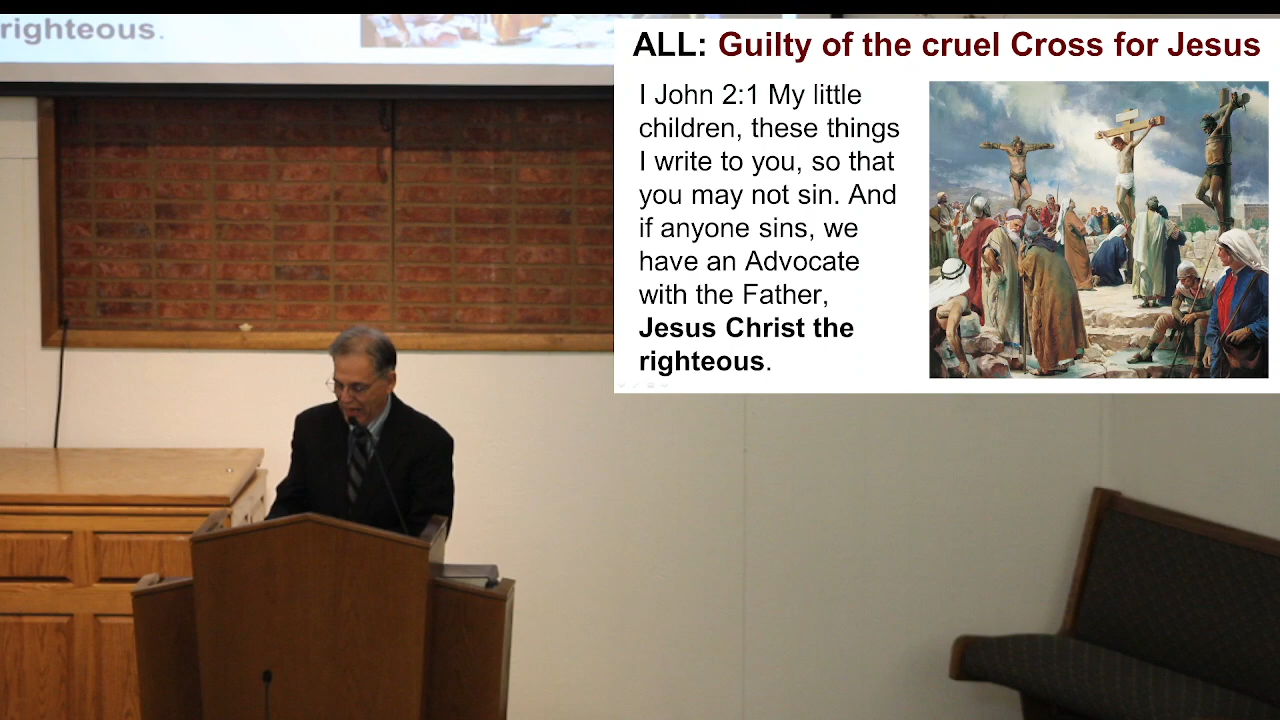 righteous.
ALL: Guilty of the cruel Cross for Jesus
I John 2:1 My little
children, these things
I write to you, so that
you may not sin. And
if anyone sins, we
have an Advocate
with the Father,
Jesus Christ the
righteous.